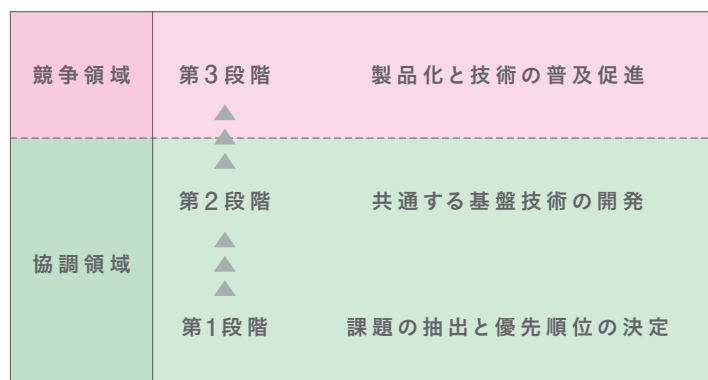 競争領域
第3段階
製品化と技術の普及促進
第2段階
共通する基盤技術の開発
協調領域
第1段階
課題の抽出と優先順位の決定